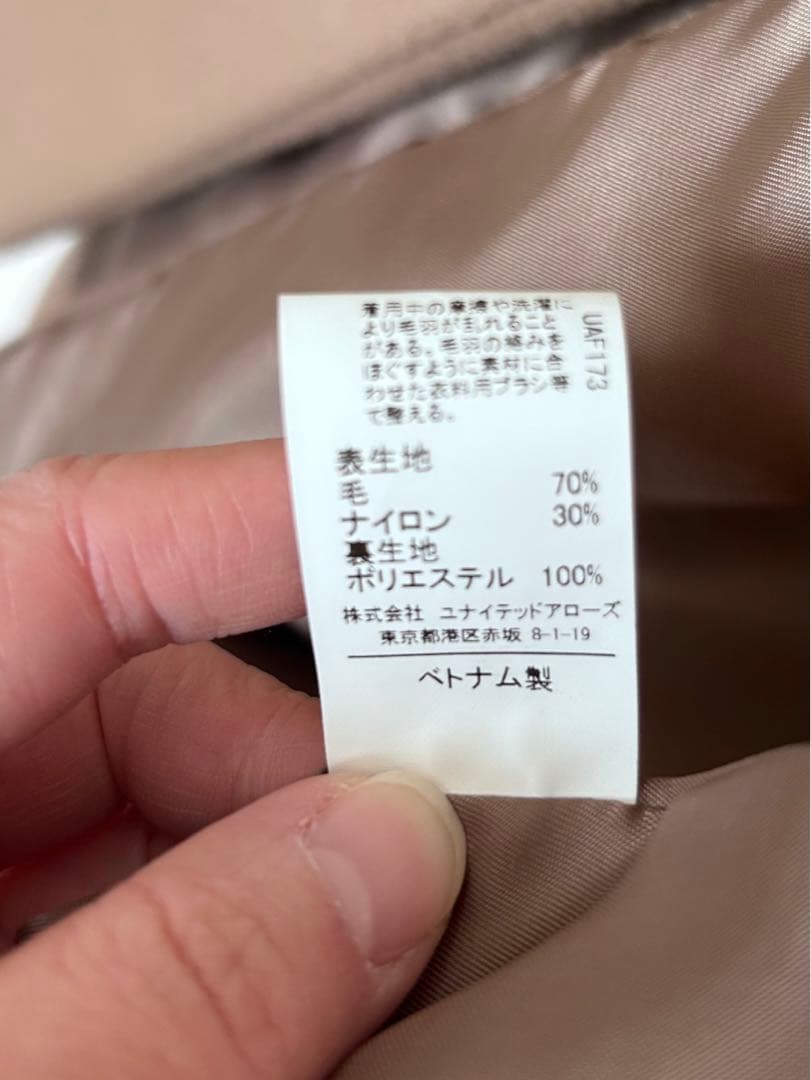 着用中の摩擦や洗濯に
より毛羽が乱れること
がある。毛羽の絡みを
ほぐすように素材に合
わせた衣料用ブラシ等
で整える。
UAF173
表生地
毛 70%
ナイロン 30%
裏生地
ポリエステル 100%
株式会社 ユナイテッドアローズ
東京都港区赤坂 8-1-19
ベトナム製